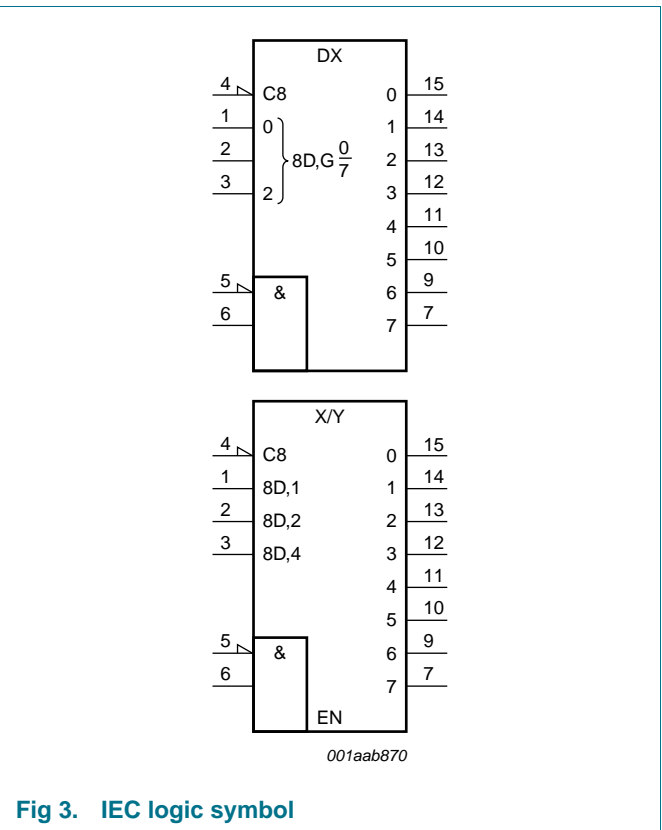 DX
4 C8 0 15
1 0 1 14
2 8D,G 0/7 2 13
3 2 3 12
4 11
5 10
5 & 6 9
6 7 7
X/Y
4 C8 0 15
1 8D,1 1 14
2 8D,2 2 13
3 8D,4 3 12
4 11
5 10
5 & 6 9
6 7 7
EN
001aab870
Fig 3. IEC logic symbol